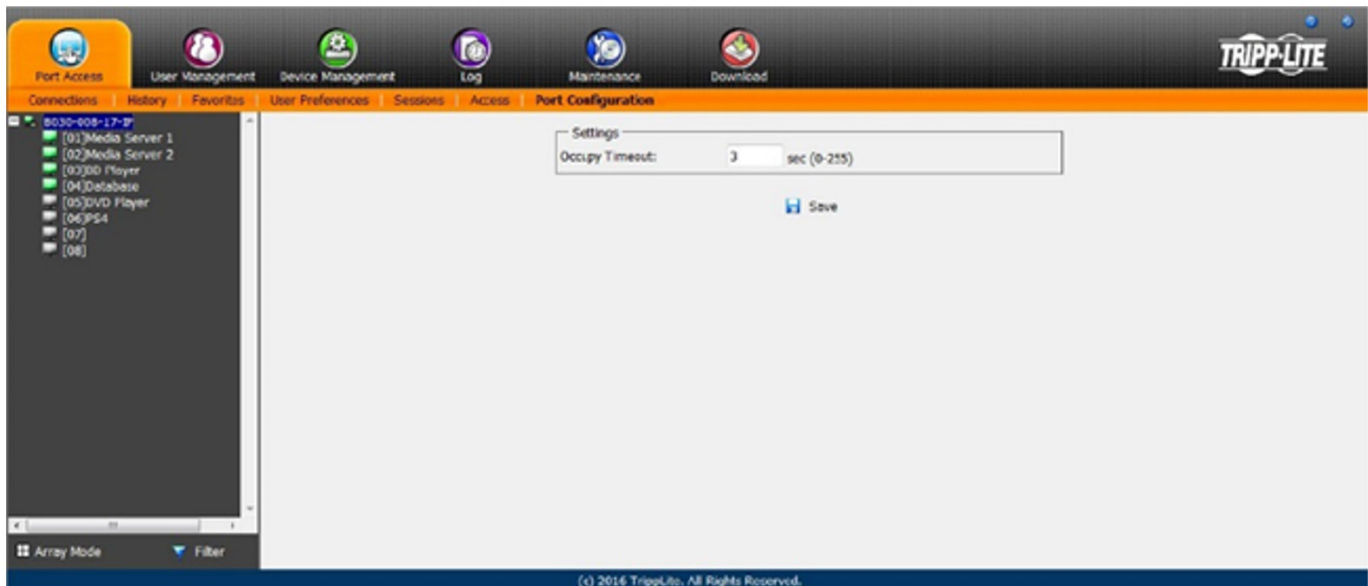 Port Access
User Management
Device Management
Log
Maintenance
Download
TRIPP·LITE
Connections | History | Favorites | User Preferences | Sessions | Access | Port Configuration
B030-008-17-IP
[01]Media Server 1
[02]Media Server 2
[03]BD Player
[04]Database
[05]DVD Player
[06]PS4
[07]
[08]
Settings
Occupy Timeout: 3 sec (0-255)
Save
Array Mode
Filter
(c) 2016 TrippLite. All Rights Reserved.